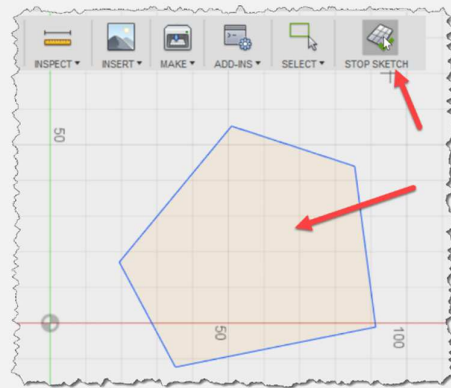 INSPECT ▾ INSERT ▾ MAKE ▾ ADD-INS ▾ SELECT ▾ STOP SKETCH
50
50
100